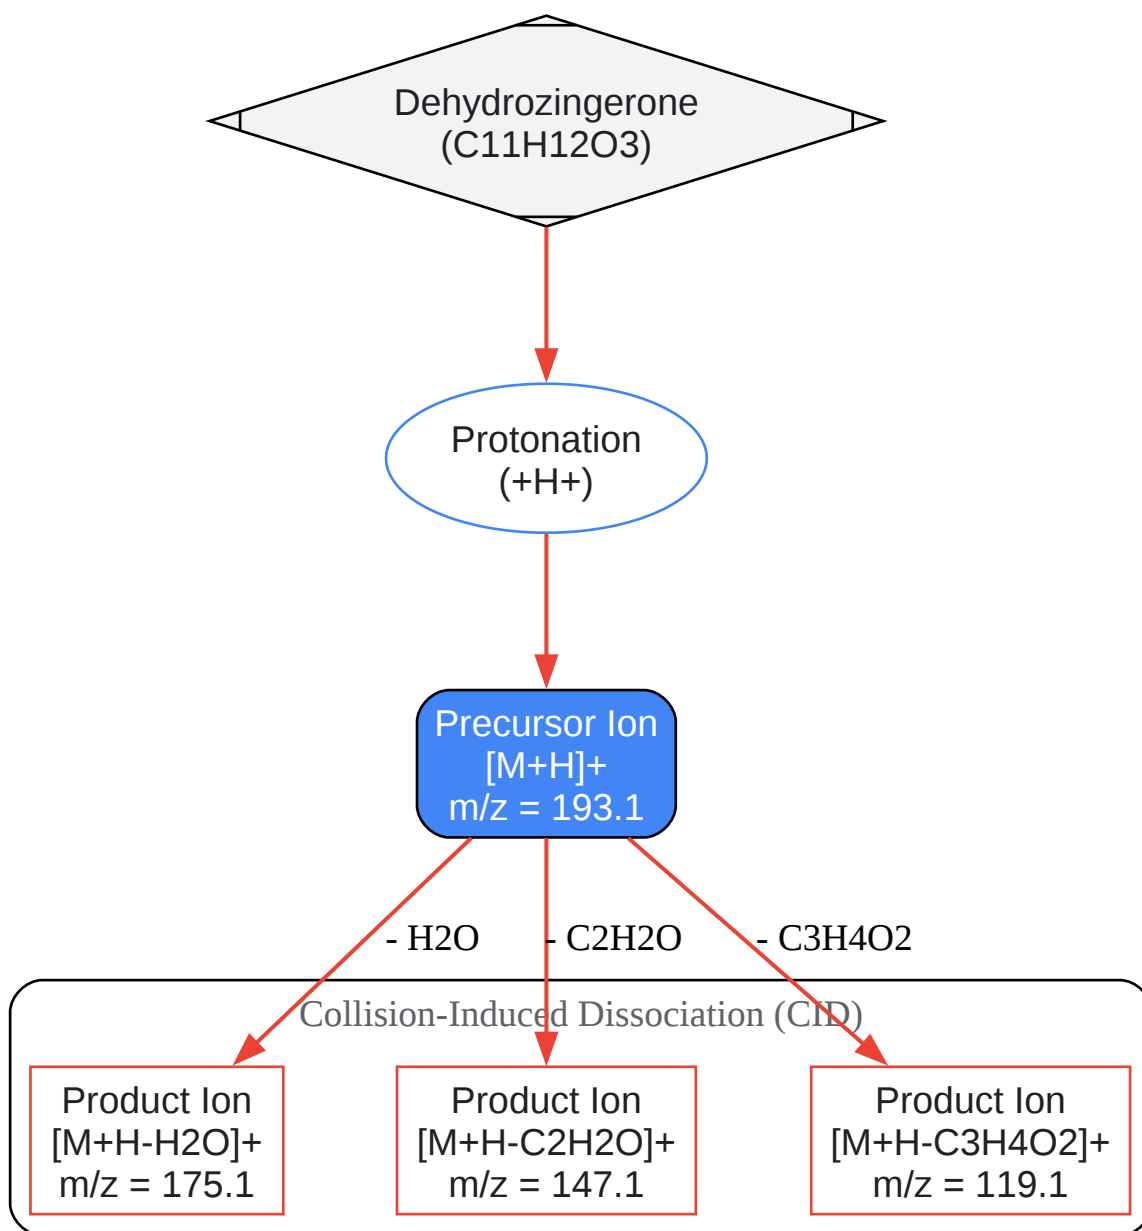 Dehydrozingerone
(C11H12O3)
Protonation
(+H+)
Precursor Ion
[M+H]+
m/z = 193.1
- H2O
- C2H2O
- C3H4O2
Collision-Induced Dissociation (CID)
Product Ion
[M+H-H2O]+
m/z = 175.1
Product Ion
[M+H-C2H2O]+
m/z = 147.1
Product Ion
[M+H-C3H4O2]+
m/z = 119.1